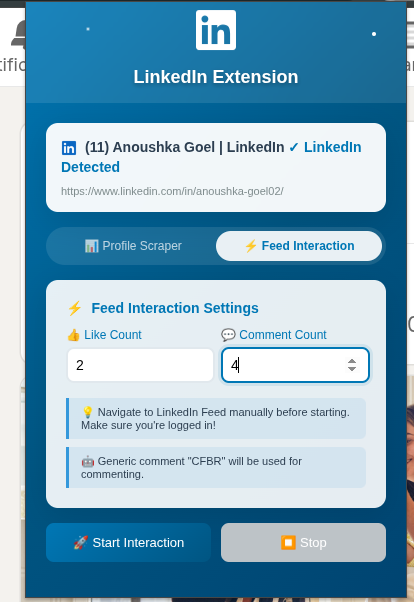 in
LinkedIn Extension
in (11) Anoushka Goel | LinkedIn ✓ LinkedIn
Detected
https://www.linkedin.com/in/anoushka-goel02/
📊 Profile Scraper
⚡ Feed Interaction
⚡ Feed Interaction Settings
👍 Like Count
💬 Comment Count
2
4
💡 Navigate to LinkedIn Feed manually before starting.
Make sure you're logged in!
🤖 Generic comment "CFBR" will be used for
commenting.
🚀 Start Interaction
⏹️ Stop